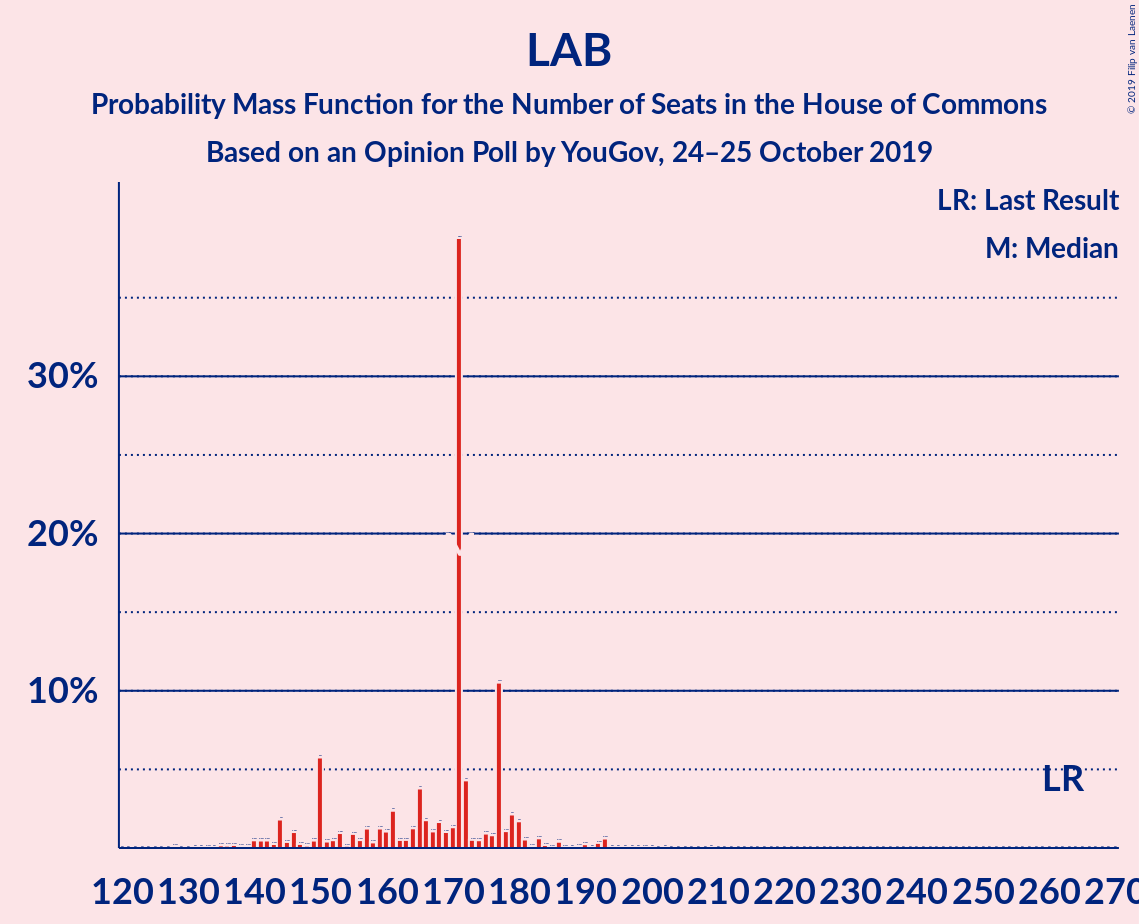 LAB
Probability Mass Function for the Number of Seats in the House of Commons
Based on an Opinion Poll by YouGov, 24–25 October 2019
© 2019 Filip van Laenen
LR: Last Result
M: Median
30%
20%
10%
LR
120 130 140 150 160 170 180 190 200 210 220 230 240 250 260 270